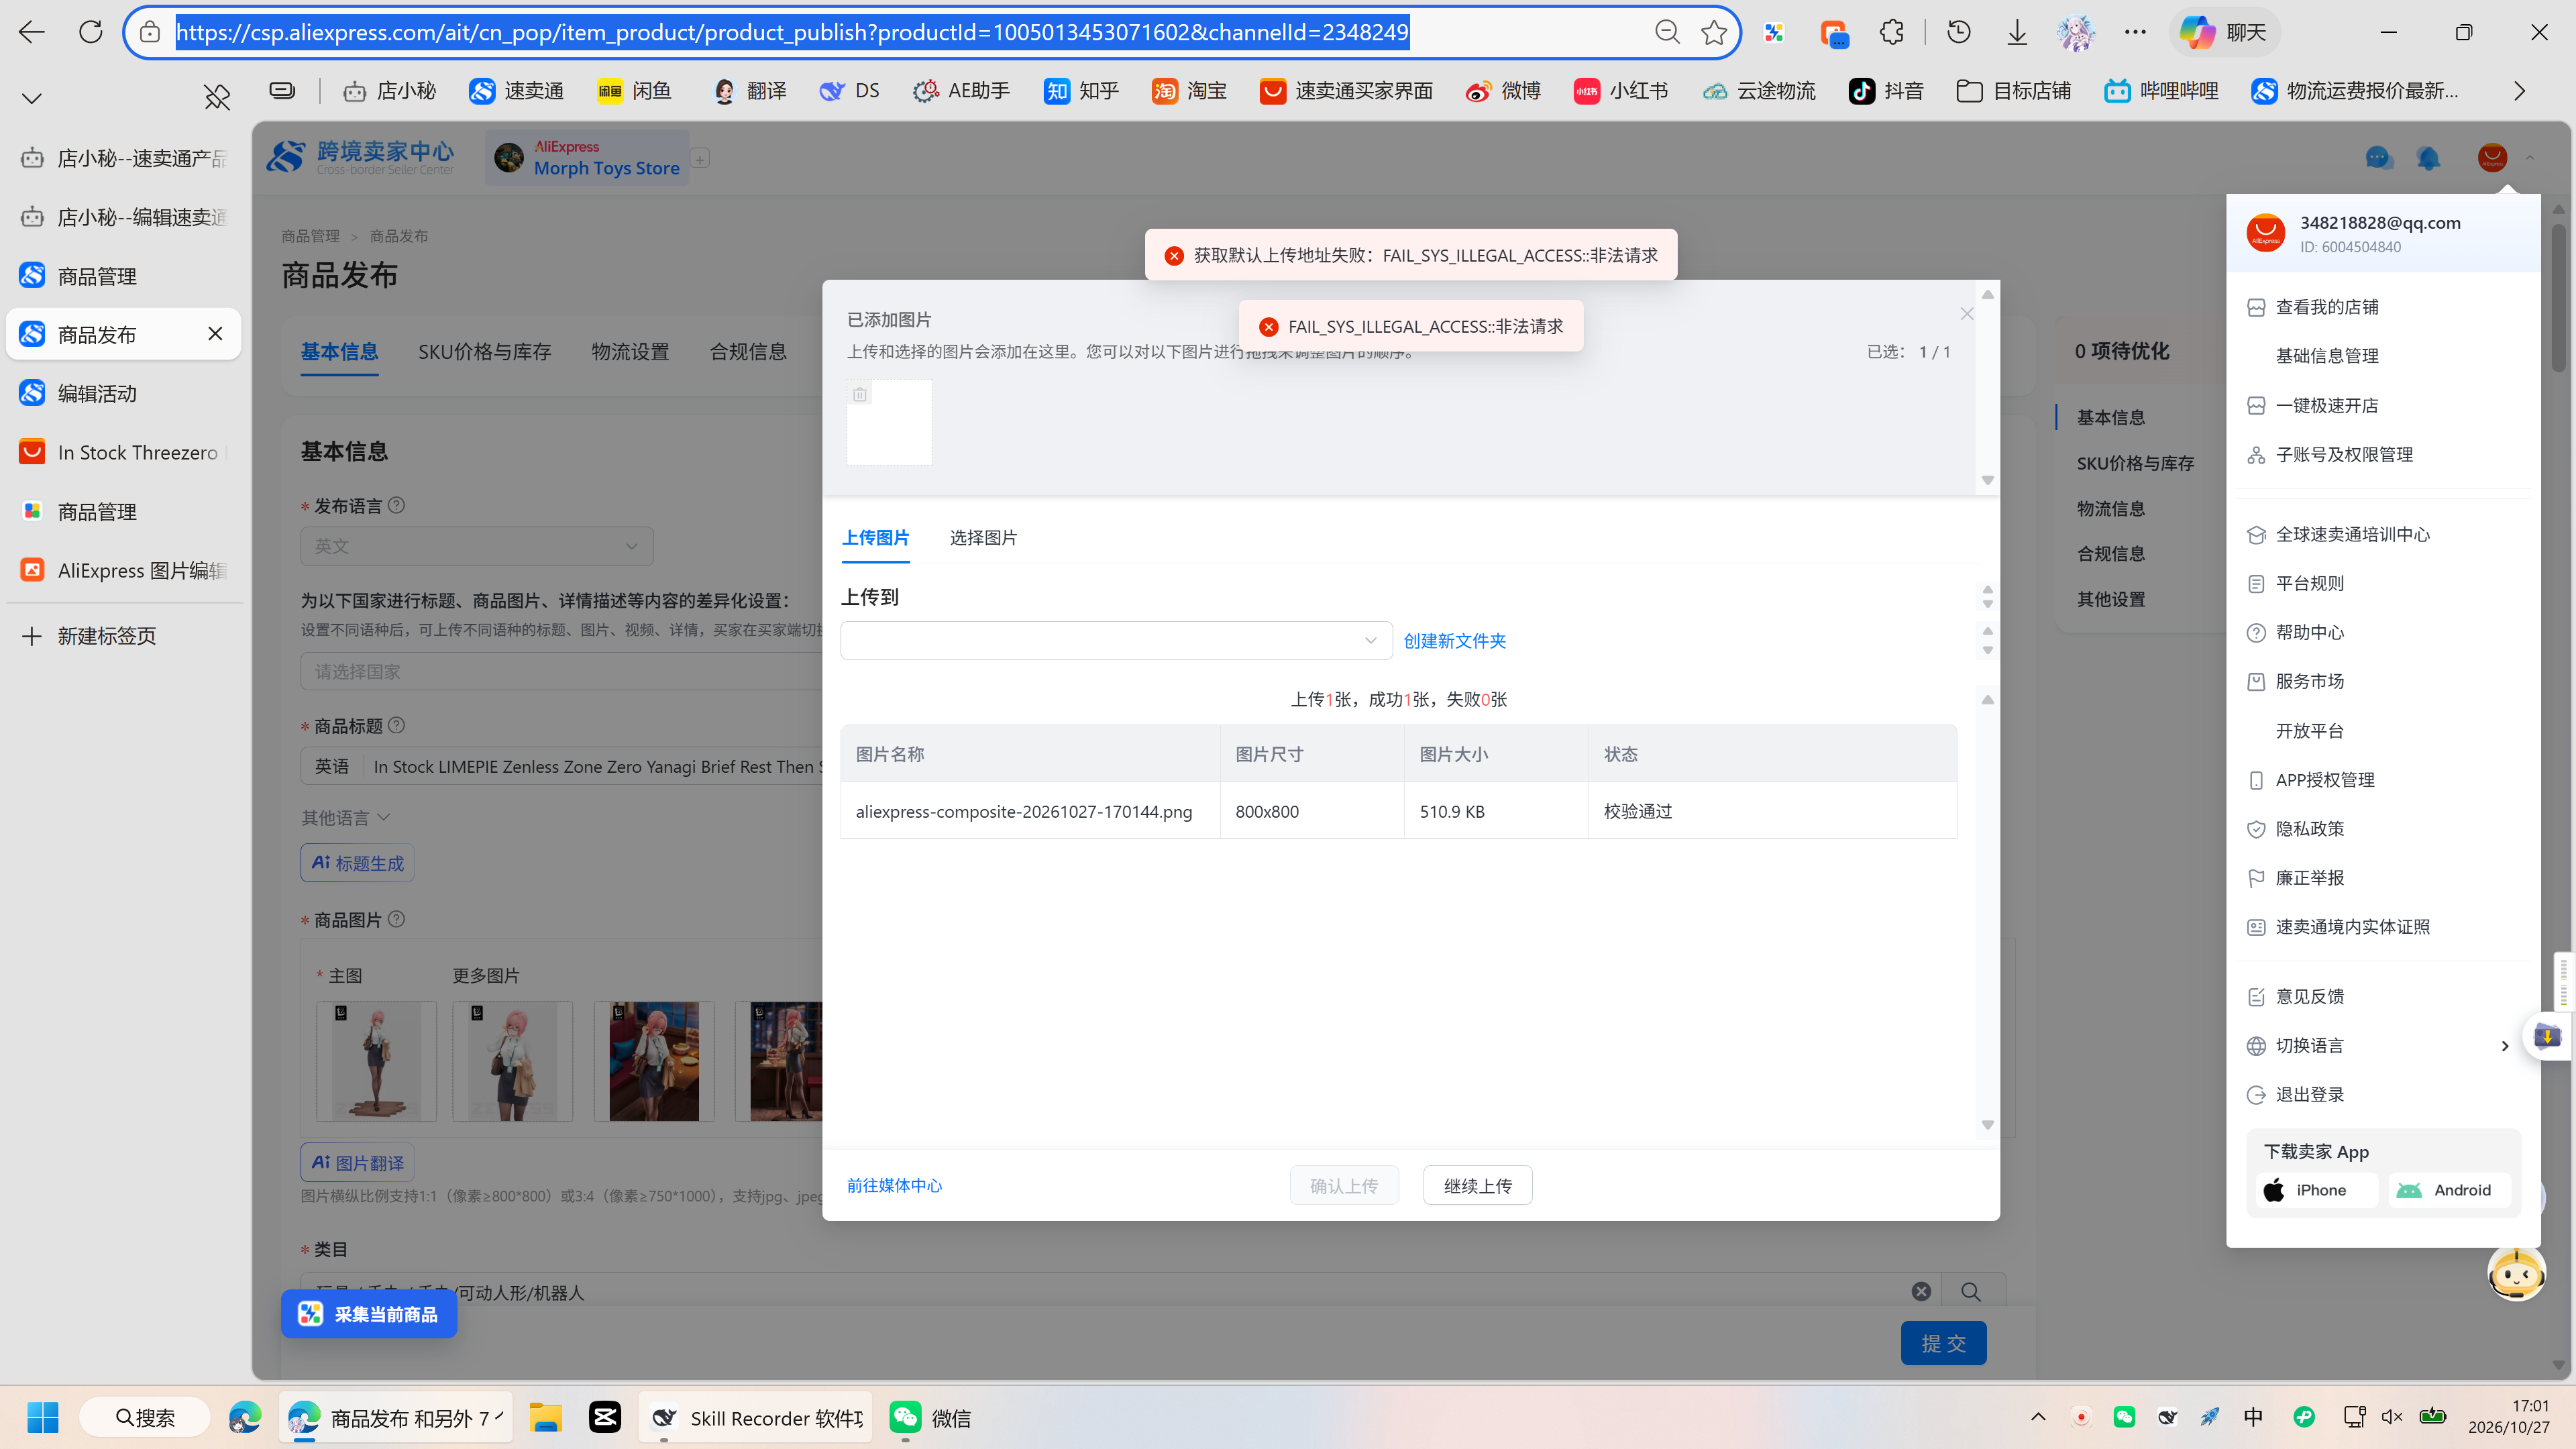 https://csp.aliexpress.com/ait/cn_pop/item_product/product_publish?productId=1005013453071602&channelId=2348249
聊天
店小秘
速卖通
闲鱼
翻译
DS
AE助手
知乎
淘宝
速卖通买家界面
微博
小红书
云途物流
抖音
目标店铺
哔哩哔哩
物流运费报价最新...
店小秘--速卖通产品
店小秘--编辑速卖通
商品管理
商品发布
编辑活动
In Stock Threezero
商品管理
AliExpress 图片编辑
新建标签页
跨境卖家中心
Cross-border Seller Center
AliExpress
Morph Toys Store
商品管理 > 商品发布
商品发布
基本信息
SKU价格与库存
物流设置
合规信息
基本信息
* 发布语言
英文
为以下国家进行标题、商品图片、详情描述等内容的差异化设置：
设置不同语种后，可上传不同语种的标题、图片、视频、详情，买家在买家端切
请选择国家
* 商品标题
英语
In Stock LIMEPIE Zenless Zone Zero Yanagi Brief Rest Then S
其他语言
Ai 标题生成
* 商品图片
* 主图
更多图片
Ai 图片翻译
图片横纵比例支持1:1（像素≥800*800）或3:4（像素≥750*1000），支持jpg、jpeg
* 类目
/可动人形/机器人
采集当前商品
提 交
获取默认上传地址失败：FAIL_SYS_ILLEGAL_ACCESS::非法请求
FAIL_SYS_ILLEGAL_ACCESS::非法请求
已添加图片
上传和选择的图片会添加在这里。您可以对以下图片进行拖拽来调整图片的顺序。
已选： 1 / 1
上传图片
选择图片
上传到
创建新文件夹
上传1张，成功1张，失败0张
图片名称
图片尺寸
图片大小
状态
aliexpress-composite-20261027-170144.png
800x800
510.9 KB
校验通过
前往媒体中心
确认上传
继续上传
0 项待优化
基本信息
SKU价格与库存
物流信息
合规信息
其他设置
348218828@qq.com
ID: 6004504840
查看我的店铺
基础信息管理
一键极速开店
子账号及权限管理
全球速卖通培训中心
平台规则
帮助中心
服务市场
开放平台
APP授权管理
隐私政策
廉正举报
速卖通境内实体证照
意见反馈
切换语言
退出登录
下载卖家 App
iPhone
Android
搜索
商品发布 和另外 7 个
Skill Recorder 软件项
微信
中
17:01
2026/10/27